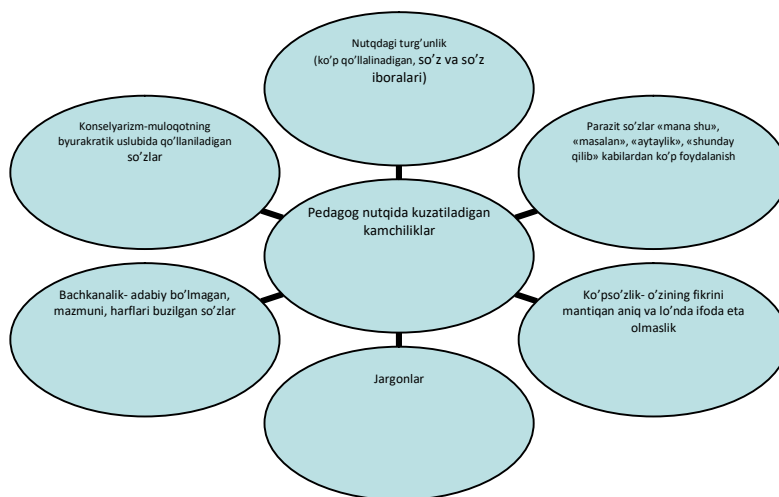 Nutqdagi turg’unlik
(ko’p qo’llalinadigan, so’z va so’z
iboralari)
Konselyarizm-muloqotning
byurakratik uslubida qo’llaniladigan
so’zlar
Parazit so’zlar «mana shu»,
«masalan», «aytaylik», «shunday
qilib» kabilardan ko’p foydalanish
Pedagog nutqida kuzatiladigan
kamchiliklar
Bachkanalik- adabiy bo’lmagan,
mazmuni, harflari buzilgan so’zlar
Ko’pso’zlik- o’zining fikrini
mantiqan aniq va lo’nda ifoda eta
olmaslik
Jargonlar